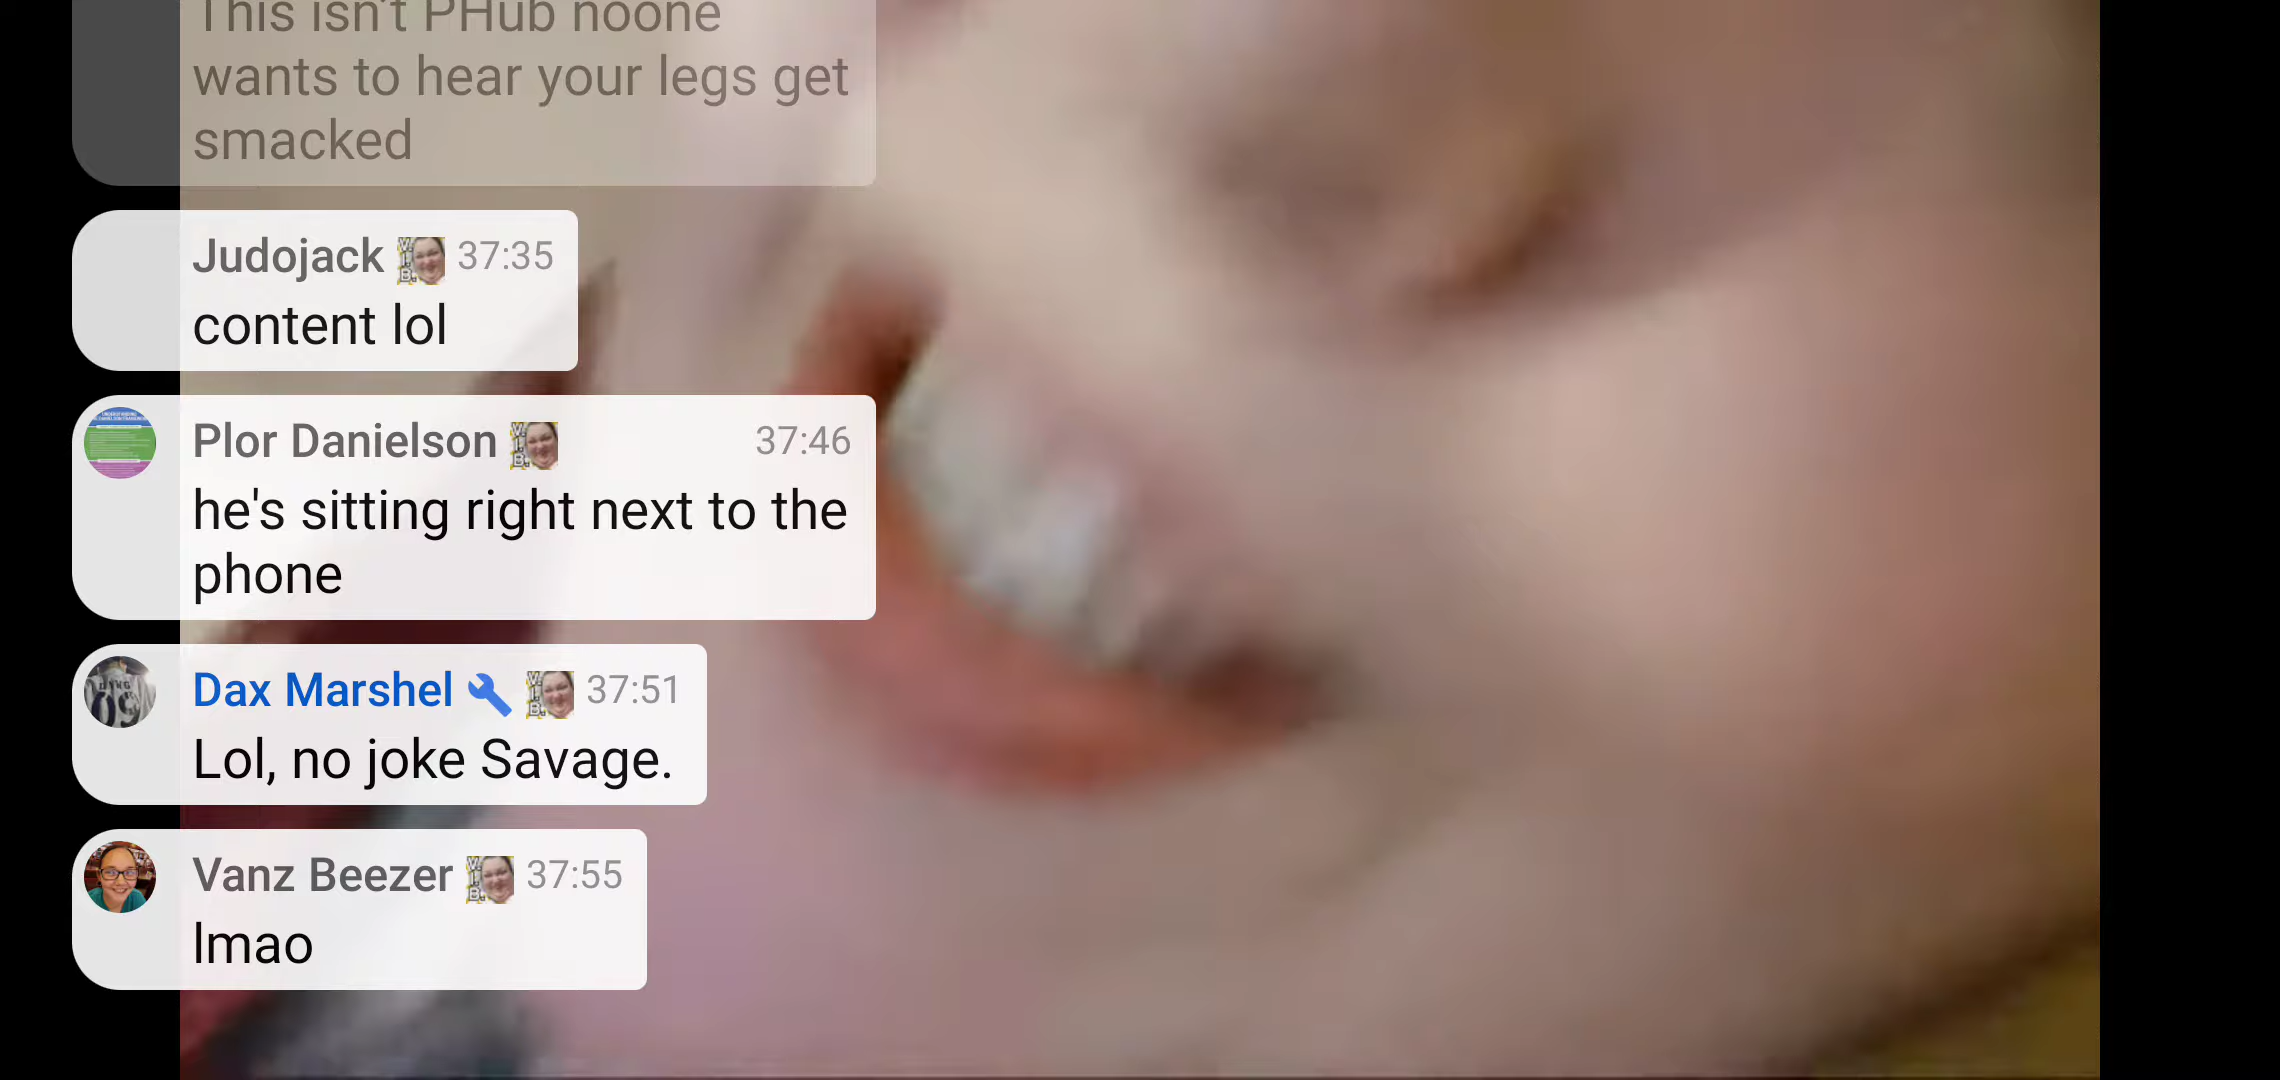 This isn't PHub noone
wants to hear your legs get
smacked
Judojack V.I.B. 37:35
content lol
Plor Danielson V.I.B. 37:46
he's sitting right next to the
phone
Dax Marshel V.I.B. 37:51
Lol, no joke Savage.
Vanz Beezer V.I.B. 37:55
lmao